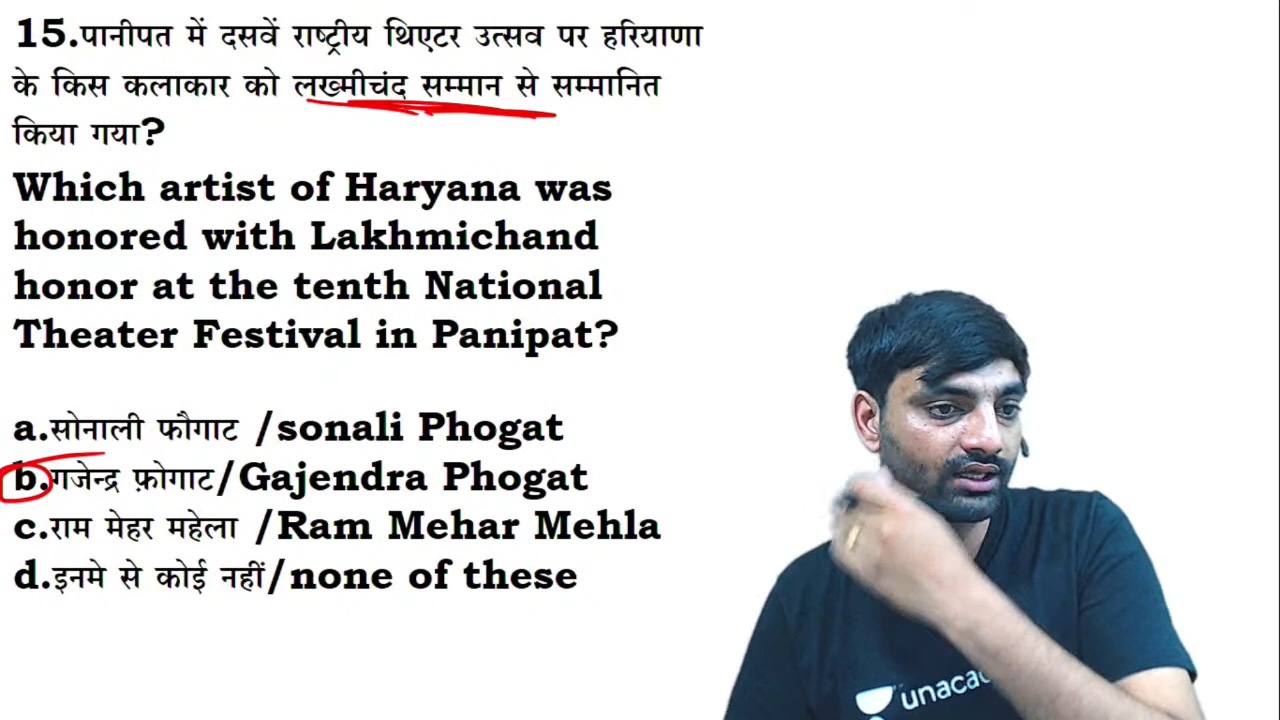 15.पानीपत में दसवें राष्ट्रीय थिएटर उत्सव पर हरियाणा
के किस कलाकार को लख्मीचंद सम्मान से सम्मानित
किया गया?
Which artist of Haryana was
honored with Lakhmichand
honor at the tenth National
Theater Festival in Panipat?
a.सोनाली फौगाट /sonali Phogat
b.गजेन्द्र फ़ोगाट/Gajendra Phogat
c.राम मेहर महेला /Ram Mehar Mehla
d.इनमे से कोई नहीं/none of these